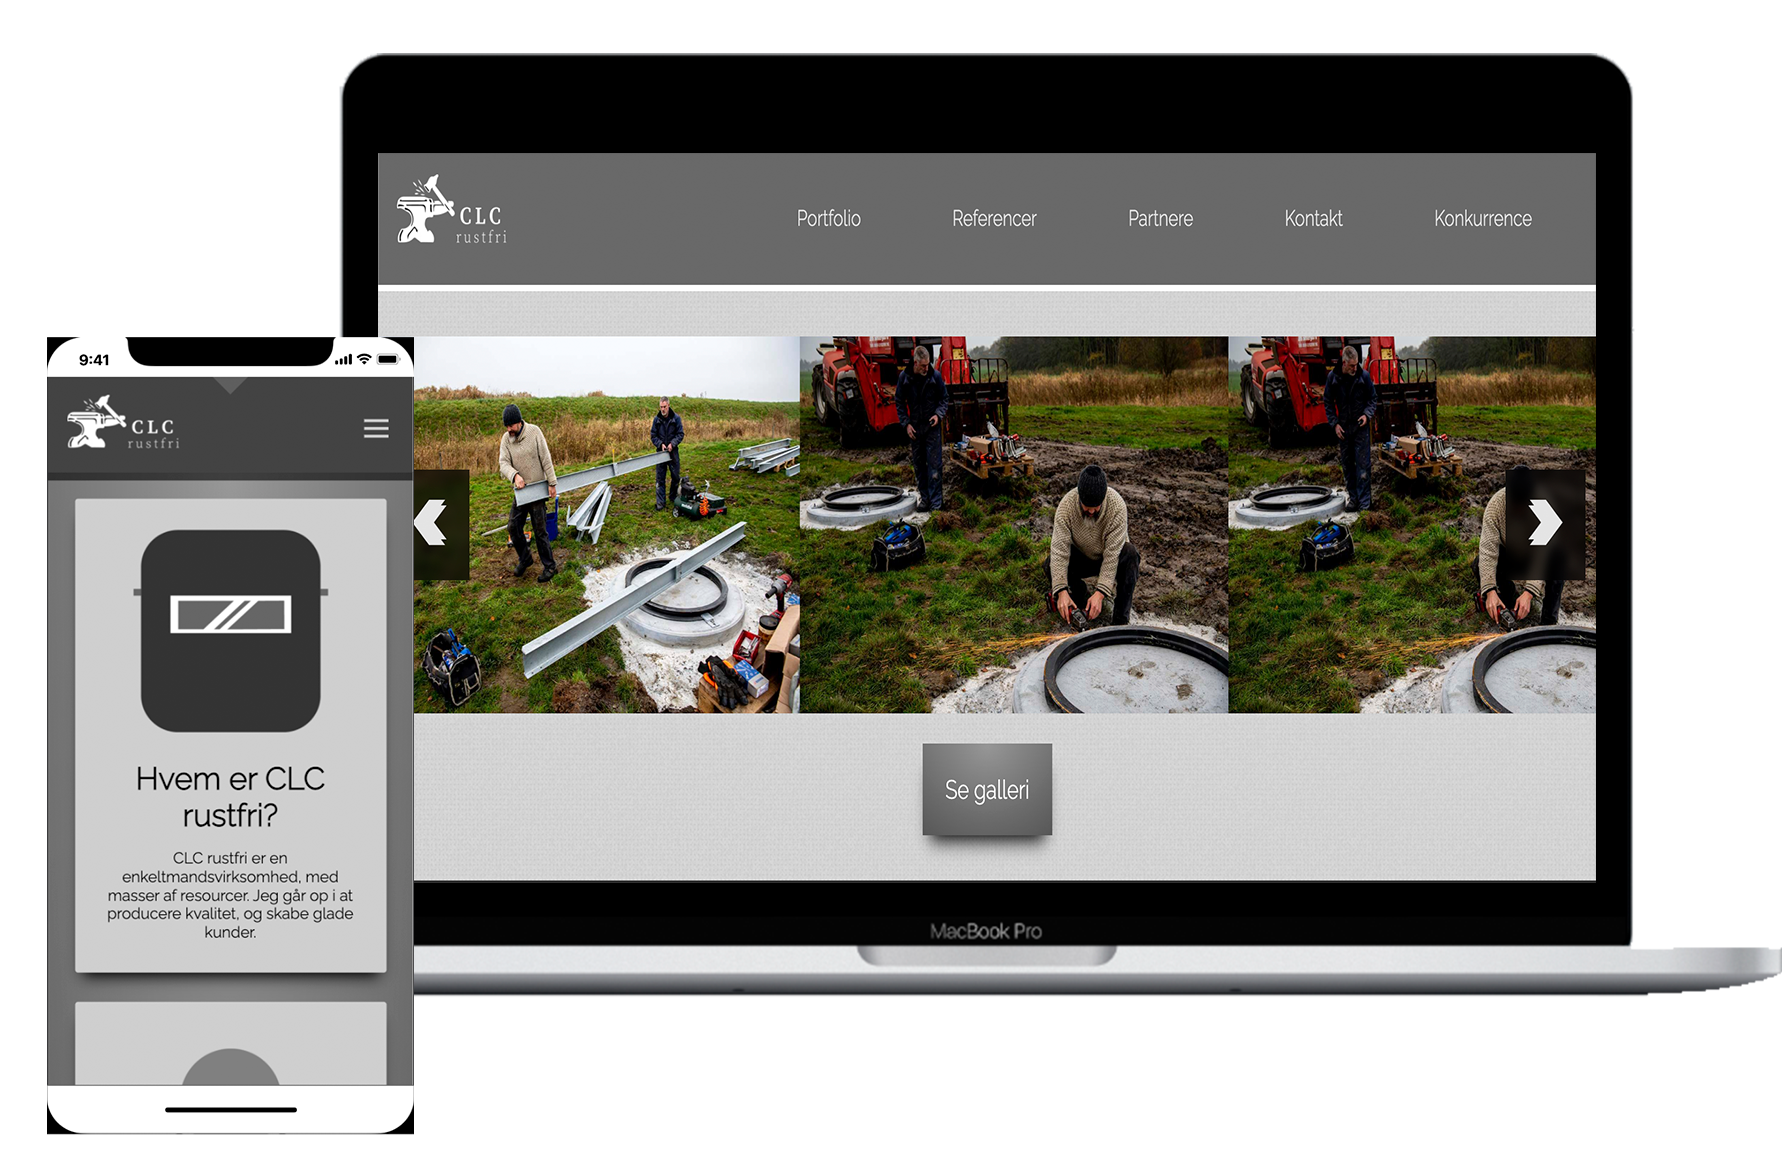 CLC
rustfri
Portfolio
Referencer
Partnere
Kontakt
Konkurrence
Se galleri
MacBook Pro
9:41
CLC
rustfri
Hvem er CLC
rustfri?
CLC rustfri er en
enkeltmandsvirksomhed, med
masser af resourcer. Jeg går op i at
producere kvalitet, og skabe glade
kunder.